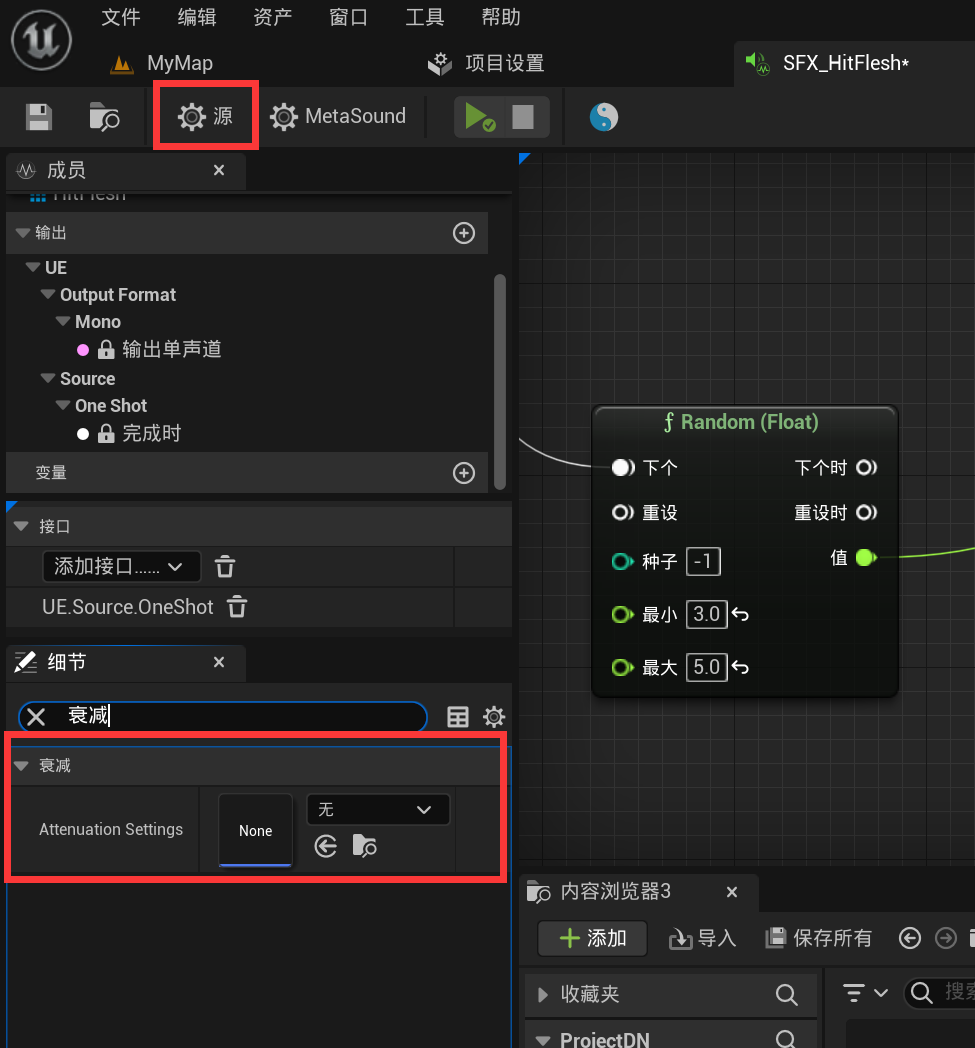 文件 编辑 资产 窗口 工具 帮助
MyMap 项目设置 SFX_HitFlesh*
源 MetaSound
成员
HitFlesh
输出
UE
Output Format
Mono
输出单声道
Source
One Shot
完成时
变量
接口
添加接口......
UE.Source.OneShot
细节
衰减
衰减
Attenuation Settings
None
无
Random (Float)
下个 下个时
重设 重设时
种子 -1 值
最小 3.0
最大 5.0
内容浏览器3
添加 导入 保存所有
收藏夹
搜索
ProjectDN